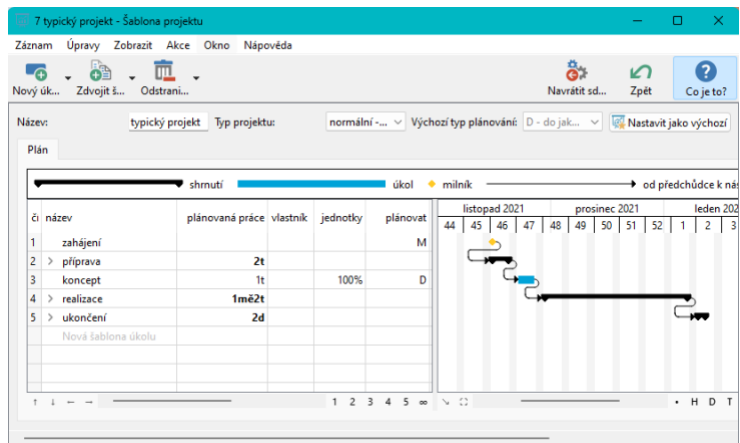 7 typický projekt - Šablona projektu
Záznam Úpravy Zobrazit Akce Okno Nápověda
Nový úk... Zdvojit š... Odstrani... Navrátit sd... Zpět Co je to?
Název: typický projekt Typ projektu: normální -... Výchozí typ plánování: D - do jak... Nastavit jako výchozí
Plán
shrnutí úkol milník od předchůdce k nás
čí název plánovaná práce vlastník jednotky plánovat
listopad 2021 prosinec 2021 leden 202
44 45 46 47 48 49 50 51 52 1 2 3
1 zahájení M
2 příprava 2t
3 koncept 1t 100% D
4 realizace 1mě2t
5 ukončení 2d
Nová šablona úkolu
1 2 3 4 5 ∞ H D T